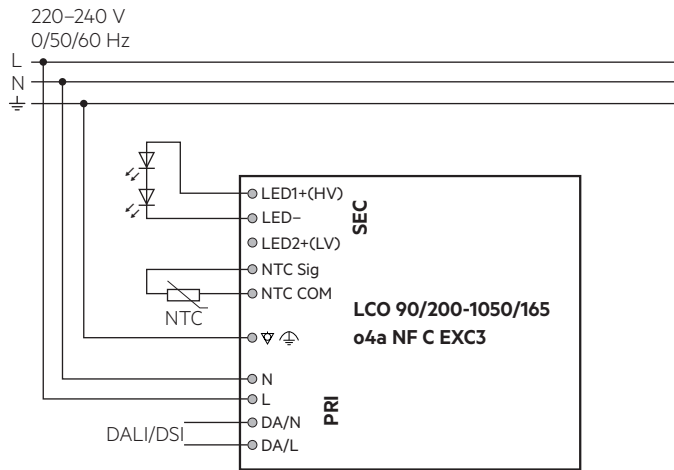 220–240 V
0/50/60 Hz
L
N
LED1+(HV)
LED–
LED2+(LV)
NTC Sig
NTC COM
NTC
SEC
LCO 90/200-1050/165
o4a NF C EXC3
N
L
PRI
DA/N
DALI/DSI
DA/L